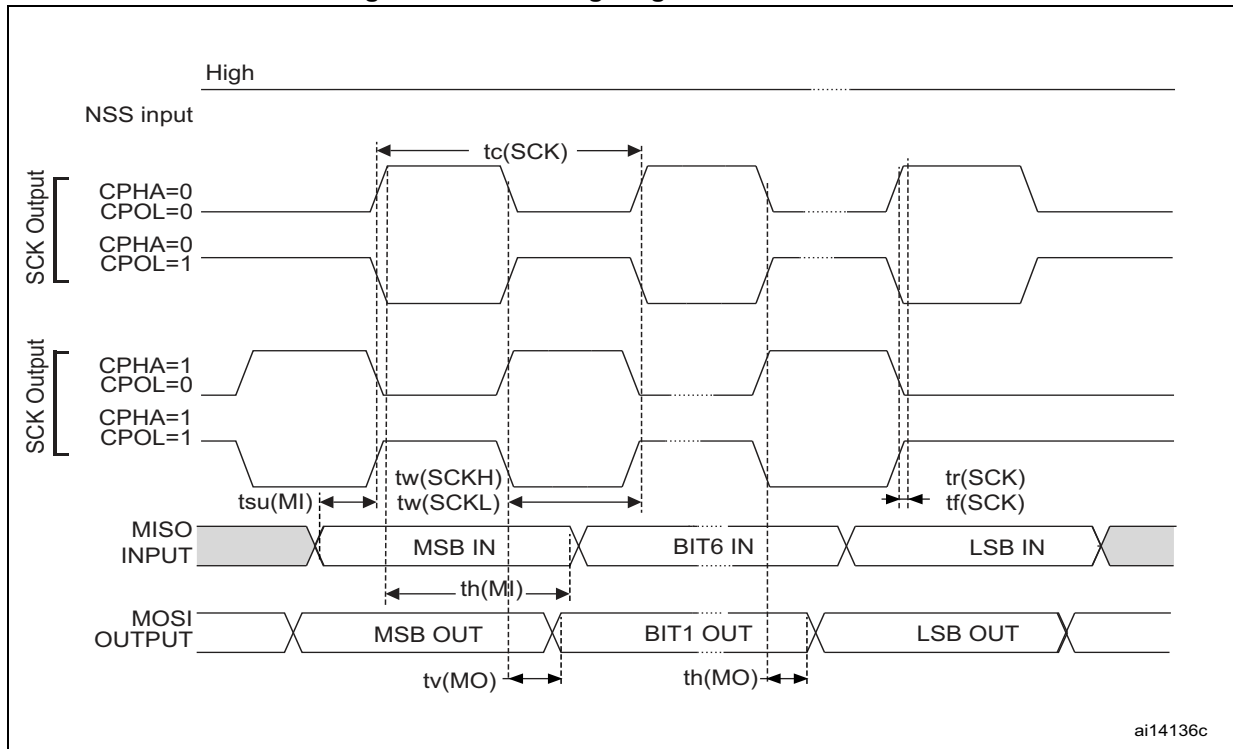 High
NSS input
tc(SCK)
SCK Output
CPHA=0
CPOL=0
CPHA=0
CPOL=1
SCK Output
CPHA=1
CPOL=0
CPHA=1
CPOL=1
tw(SCKH)
tw(SCKL)
tr(SCK)
tf(SCK)
tsu(MI)
MISO
INPUT
MSB IN
BIT6 IN
LSB IN
th(MI)
MOSI
OUTPUT
MSB OUT
BIT1 OUT
LSB OUT
tv(MO)
th(MO)
ai14136c